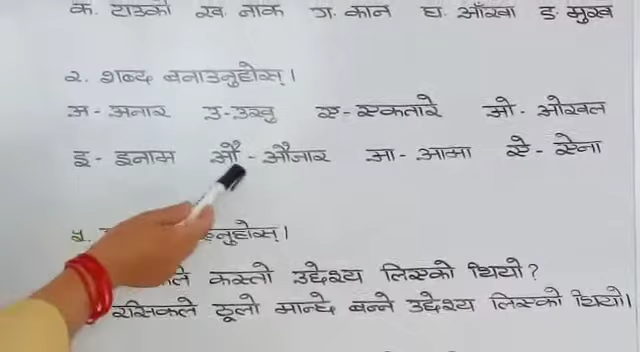 क. टाउको ख. नाक ग. कान घ. आँखा ङ. मुख
२. शब्द बनाउनुहोस् ।
अ - अनार उ - उखु ए - एकतारे ओ - ओखल
इ - इनाम औ - औजार आ - आमा ऐ - ऐना
५. नुहोस् ।
ले कस्तो उद्देश्य लिएको थियो ?
रसिकले ठूलो मान्छे बन्ने उद्देश्य लिएको थियो ।